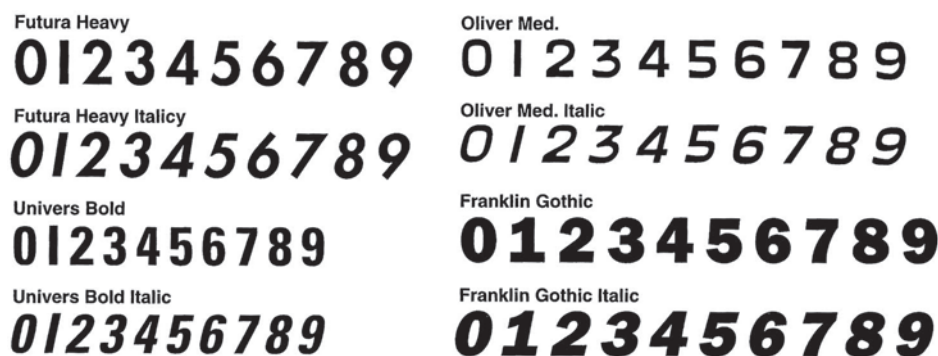 Futura Heavy
0123456789
Futura Heavy Italicy
0123456789
Univers Bold
0123456789
Univers Bold Italic
0123456789
Oliver Med.
0123456789
Oliver Med. Italic
0123456789
Franklin Gothic
0123456789
Franklin Gothic Italic
0123456789